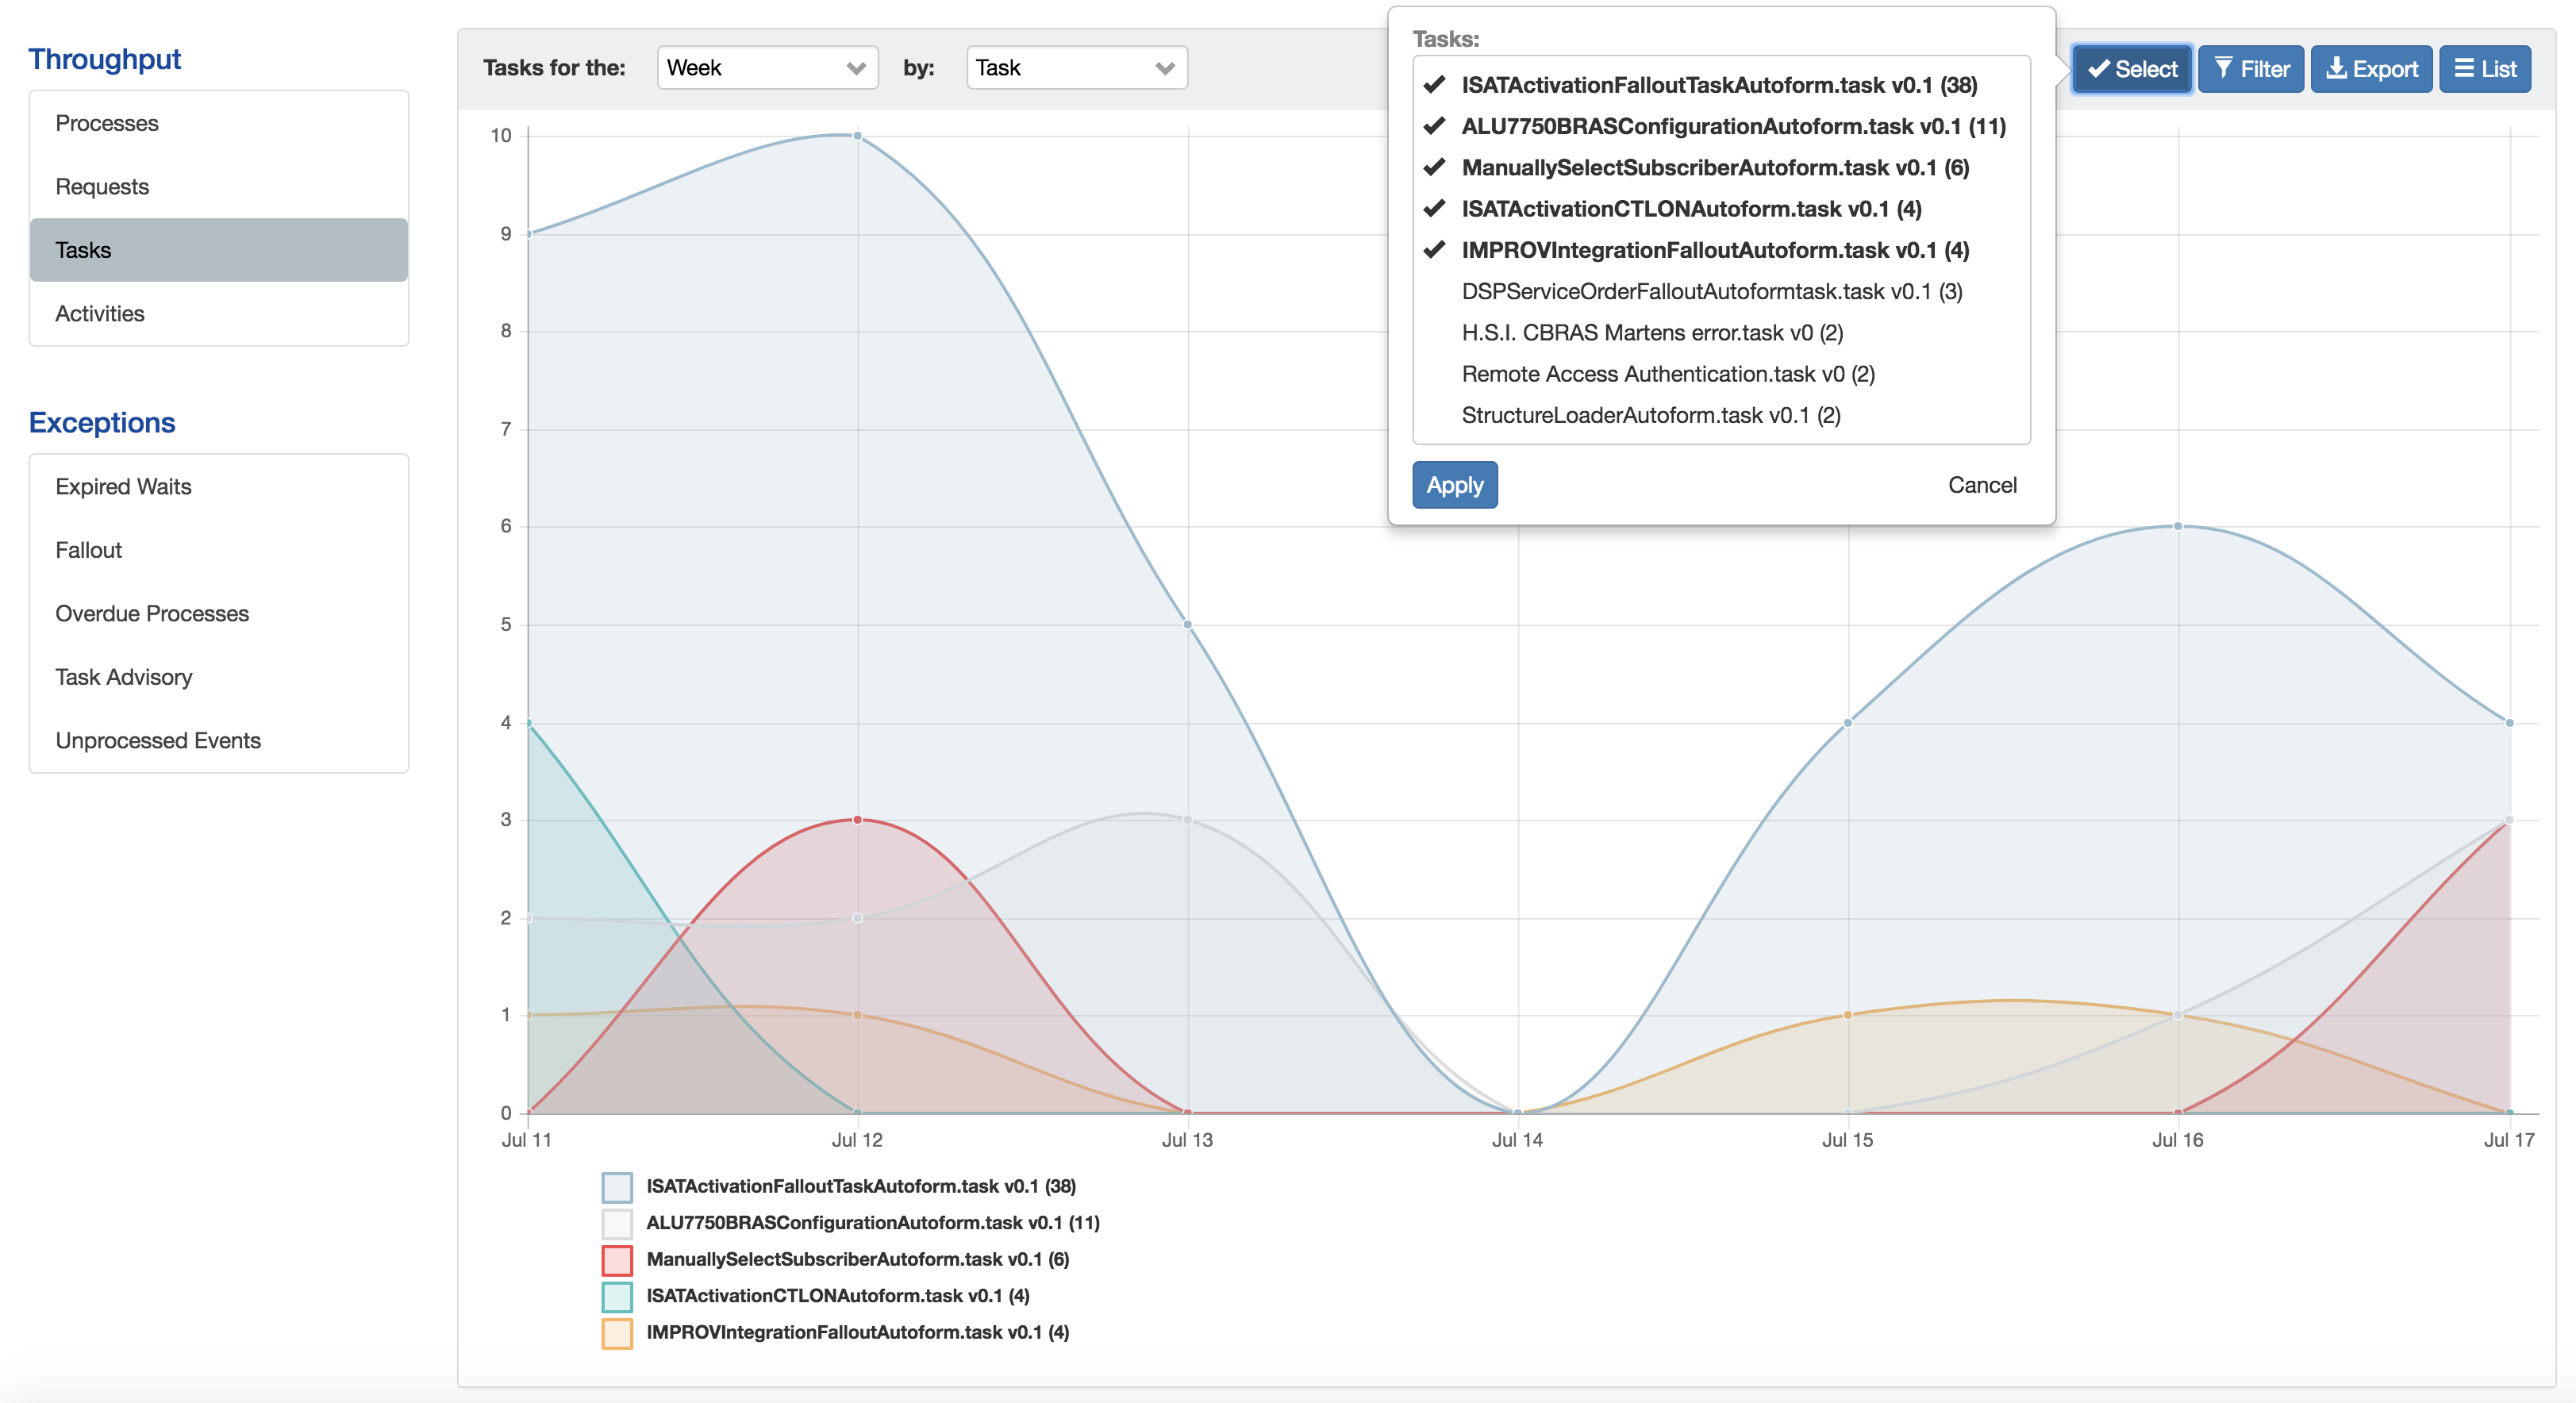 Throughput
Processes
Requests
Tasks
Activities
Exceptions
Expired Waits
Fallout
Overdue Processes
Task Advisory
Unprocessed Events
Tasks for the: Week by: Task
Select Filter Export List
Tasks:
ISATActivationFalloutTaskAutoform.task v0.1 (38)
ALU7750BRASConfigurationAutoform.task v0.1 (11)
ManuallySelectSubscriberAutoform.task v0.1 (6)
ISATActivationCTLONAutoform.task v0.1 (4)
IMPROVIntegrationFalloutAutoform.task v0.1 (4)
DSPServiceOrderFalloutAutoformtask.task v0.1 (3)
H.S.I. CBRAS Martens error.task v0 (2)
Remote Access Authentication.task v0 (2)
StructureLoaderAutoform.task v0.1 (2)
Apply Cancel
10
9
8
7
6
5
4
3
2
1
0
Jul 11 Jul 12 Jul 13 Jul 14 Jul 15 Jul 16 Jul 17
ISATActivationFalloutTaskAutoform.task v0.1 (38)
ALU7750BRASConfigurationAutoform.task v0.1 (11)
ManuallySelectSubscriberAutoform.task v0.1 (6)
ISATActivationCTLONAutoform.task v0.1 (4)
IMPROVIntegrationFalloutAutoform.task v0.1 (4)